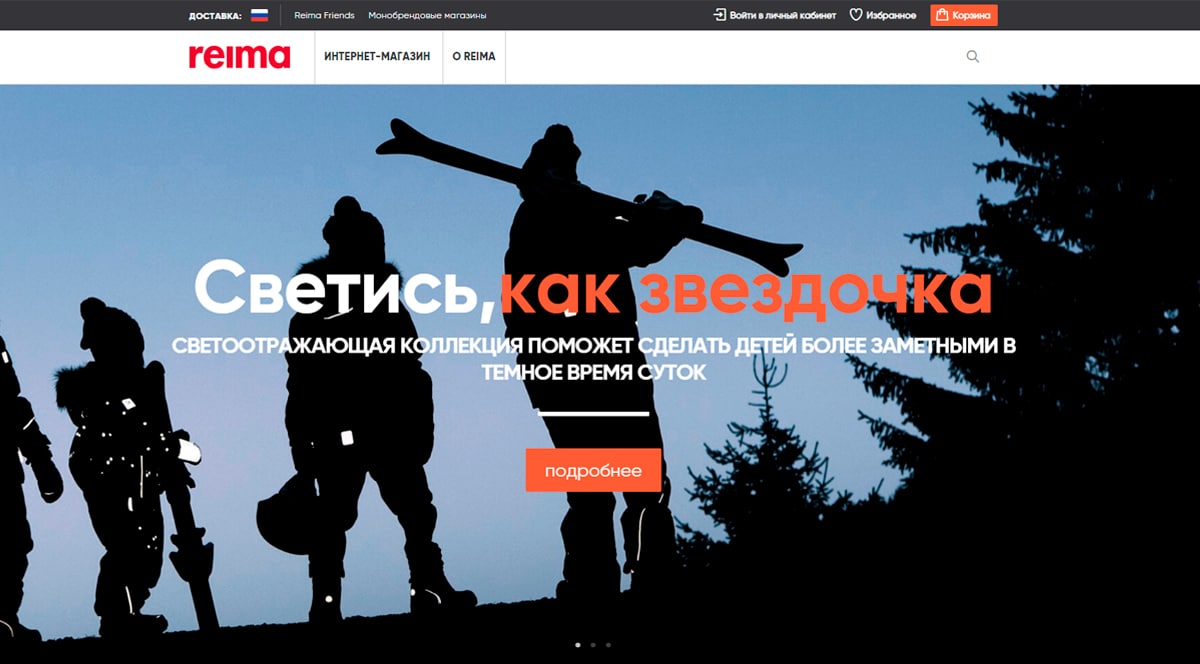 ДОСТАВКА:
Reima Friends
Монобрендовые магазины
Войти в личный кабинет
Избранное
Корзина
reima
ИНТЕРНЕТ-МАГАЗИН
О REIMA
Светись, как звездочка
СВЕТООТРАЖАЮЩАЯ КОЛЛЕКЦИЯ ПОМОЖЕТ СДЕЛАТЬ ДЕТЕЙ БОЛЕЕ ЗАМЕТНЫМИ В
ТЕМНОЕ ВРЕМЯ СУТОК
подробнее